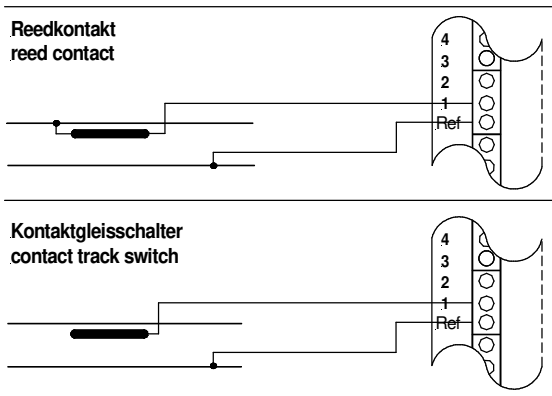 Reedkontakt
reed contact
4
3
2
1
Ref
Kontaktgleisschalter
contact track switch
4
3
2
1
Ref